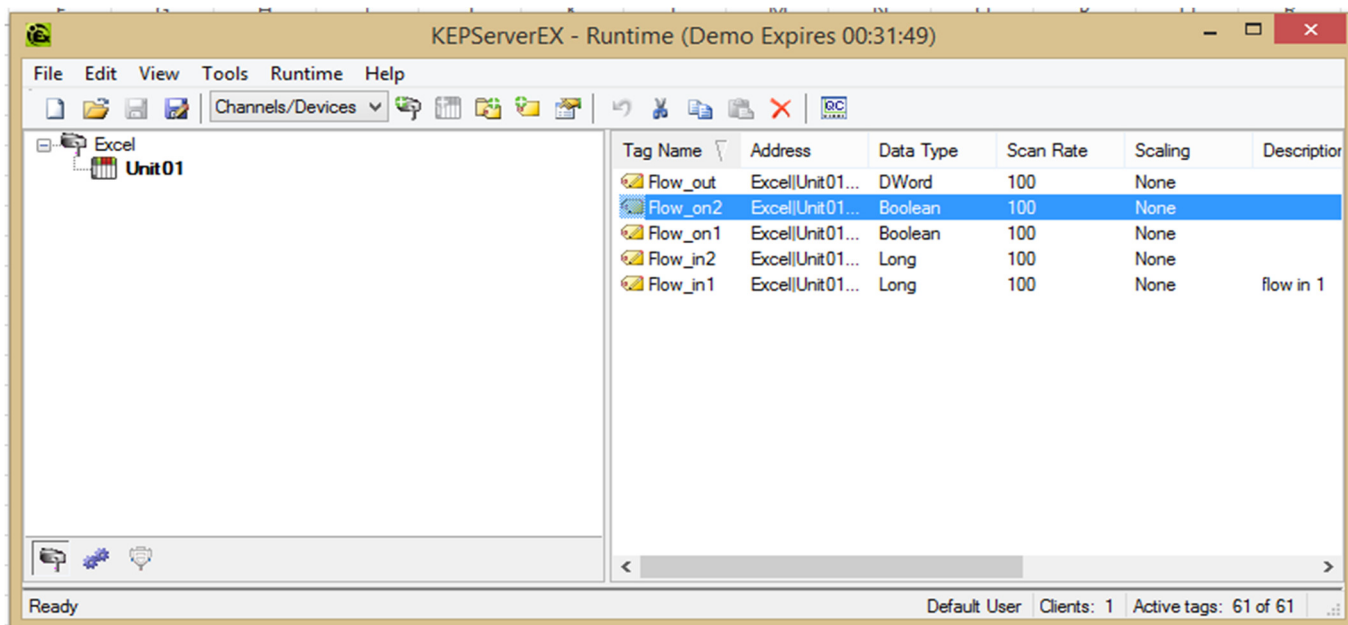 KEPServerEX - Runtime (Demo Expires 00:31:49)
File Edit View Tools Runtime Help
Channels/Devices
Excel
Unit01
Tag Name Address Data Type Scan Rate Scaling Description
Flow_out Excel|Unit01... DWord 100 None
Flow_on2 Excel|Unit01... Boolean 100 None
Flow_on1 Excel|Unit01... Boolean 100 None
Flow_in2 Excel|Unit01... Long 100 None
Flow_in1 Excel|Unit01... Long 100 None flow in 1
Ready Default User Clients: 1 Active tags: 61 of 61